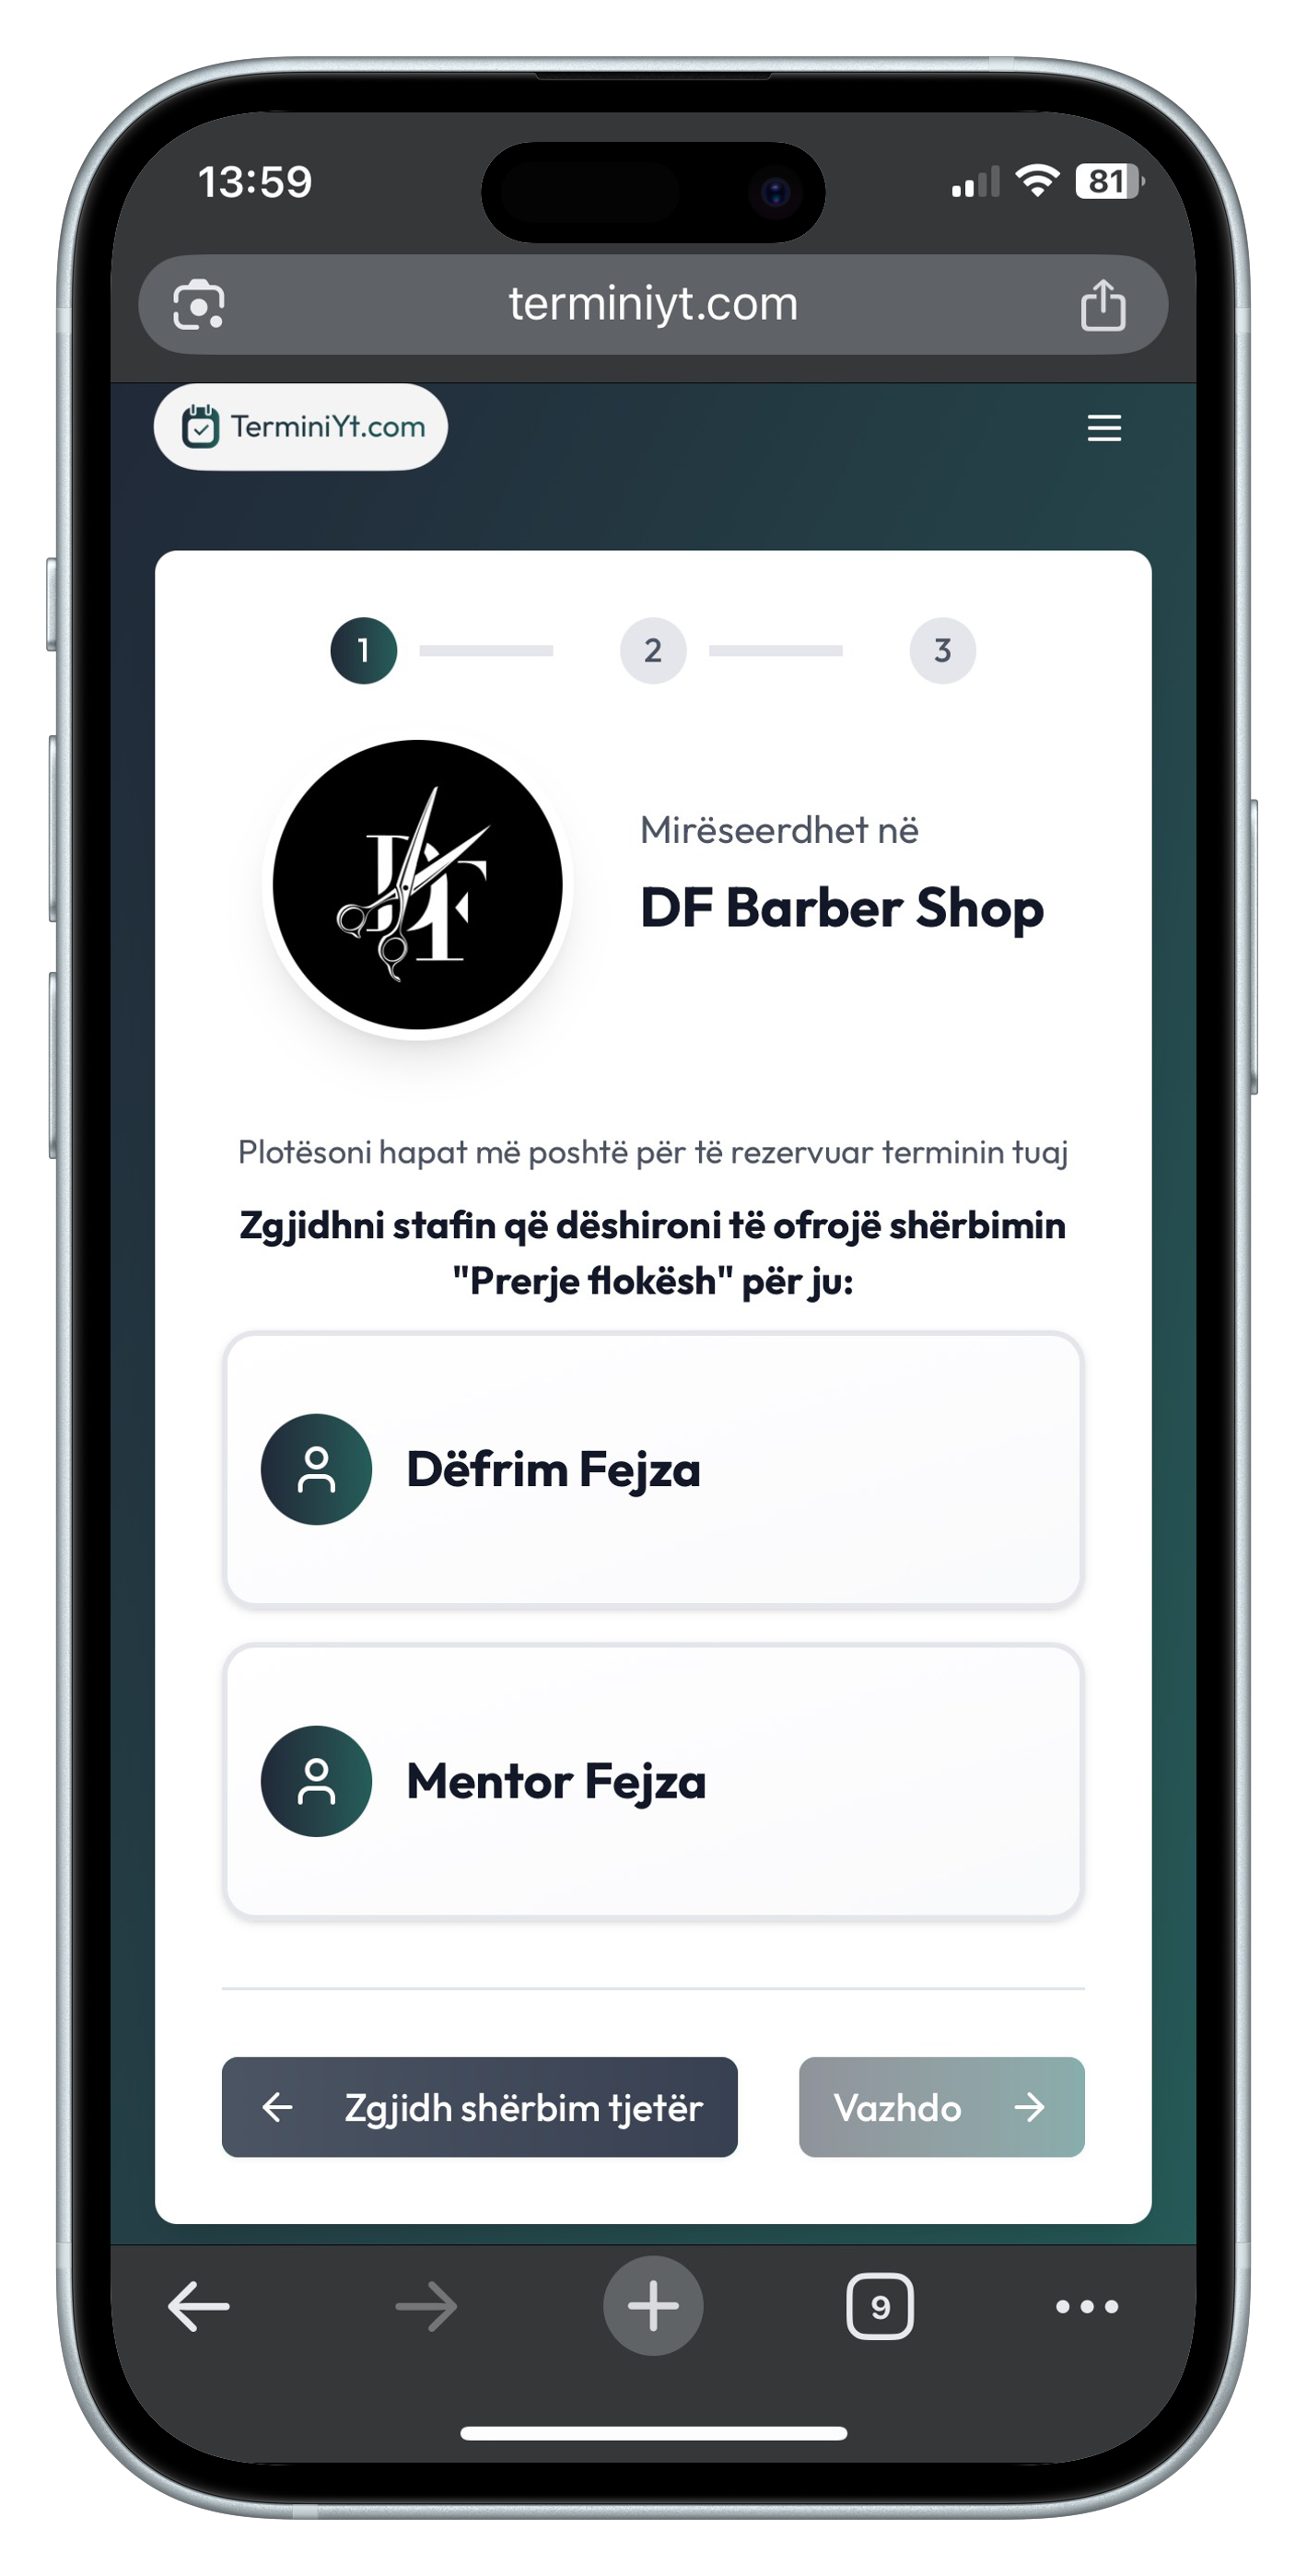 13:59
81
terminiyt.com
TerminiYt.com
1 2 3
DF
Mirëseerdhet në
DF Barber Shop
Plotësoni hapat më poshtë për të rezervuar terminin tuaj
Zgjidhni stafin që dëshironi të ofrojë shërbimin
"Prerje flokësh" për ju:
Dëfrim Fejza
Mentor Fejza
Zgjidh shërbim tjetër
Vazhdo
9